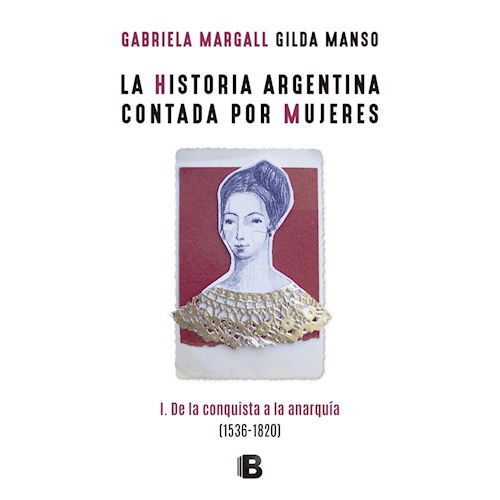 GABRIELA MARGALL GILDA MANSO
LA HISTORIA ARGENTINA
CONTADA POR MUJERES
I. De la conquista a la anarquía
(1536-1820)
B